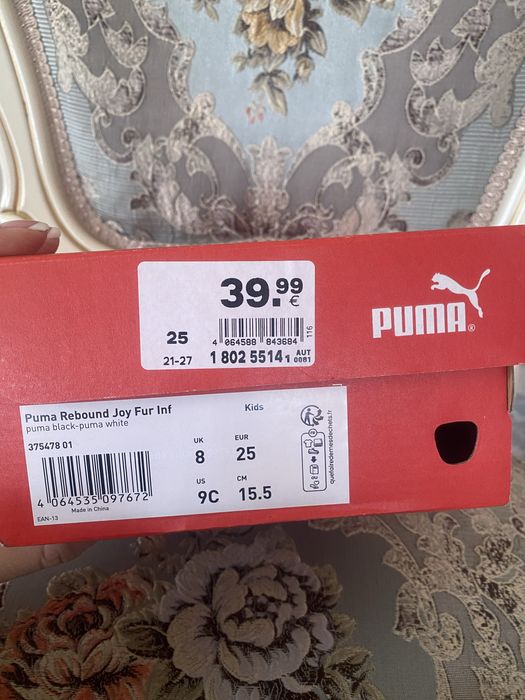 39.99
€
25
4 064588 843684
116
21-27
1 802 5514 1
AUT
0081
PUMA®
Puma Rebound Joy Fur Inf
Kids
puma black-puma white
375478 01
UK
EUR
8
25
US
CM
9C
15.5
4 064535 097672
Made in China
EAN-13
FR
quefairedemesdechets.fr